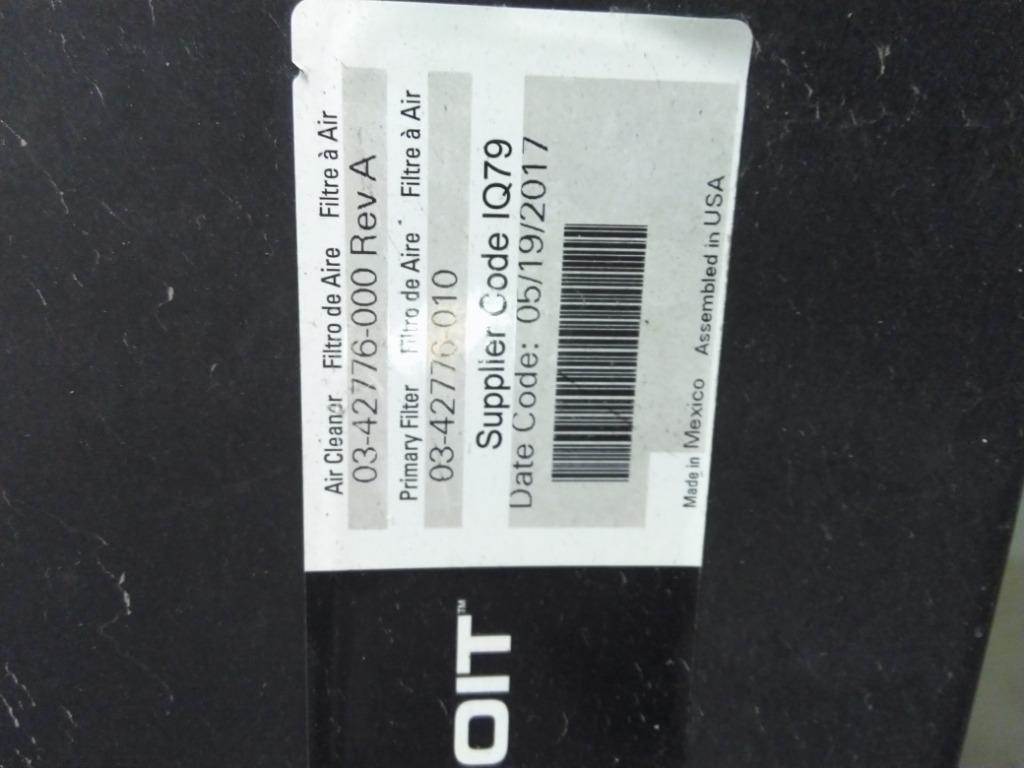 Air Cleaner Filtro de Aire Filtre à Air
03-42776-000 Rev A
Primary Filter Filtro de Aire Filtre à Air
03-42776-010
Supplier Code IQ79
Date Code: 05/19/2017
Made in Mexico Assembled in USA
OIT™